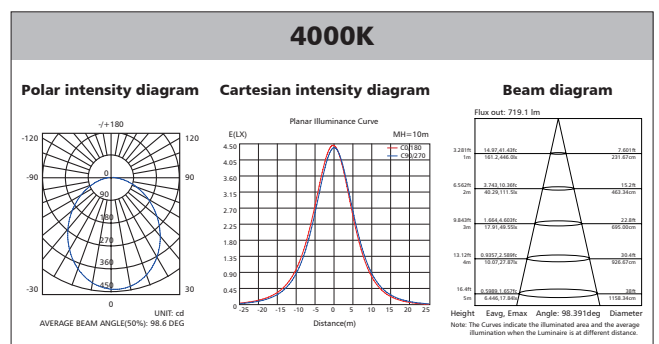 4000K
Polar intensity diagram
-/+180
-120
120
-90
90
-30
30
0
0
90
180
270
360
450
UNIT: cd
AVERAGE BEAM ANGLE(50%): 98.6 DEG
Cartesian intensity diagram
Planar Illuminance Curve
E(LX)
MH=10m
C0/180
C90/270
4.50
4.05
3.60
3.15
2.70
2.25
1.80
1.35
0.90
0.45
0
-25 -20 -15 -10 -5 0 5 10 15 20 25
Distance(m)
Beam diagram
Flux out: 719.1 lm
3.281ft 14.97,41.43fc 7.601ft
1m 161.2,446.0lx 231.67cm
6.562ft 3.743,10.36fc 15.2ft
2m 40.29,111.5lx 463.34cm
9.843ft 1.664,4.603fc 22.8ft
3m 17.91,49.55lx 695.00cm
13.12ft 0.9357,2.589fc 30.4ft
4m 10.07,27.87lx 926.67cm
16.4ft 0.5989,1.657fc 38ft
5m 6.446,17.84lx 1158.34cm
Height Eavg, Emax Angle: 98.391deg Diameter
Note: The Curves indicate the illuminated area and the average
illumination when the Luminaire is at different distance.